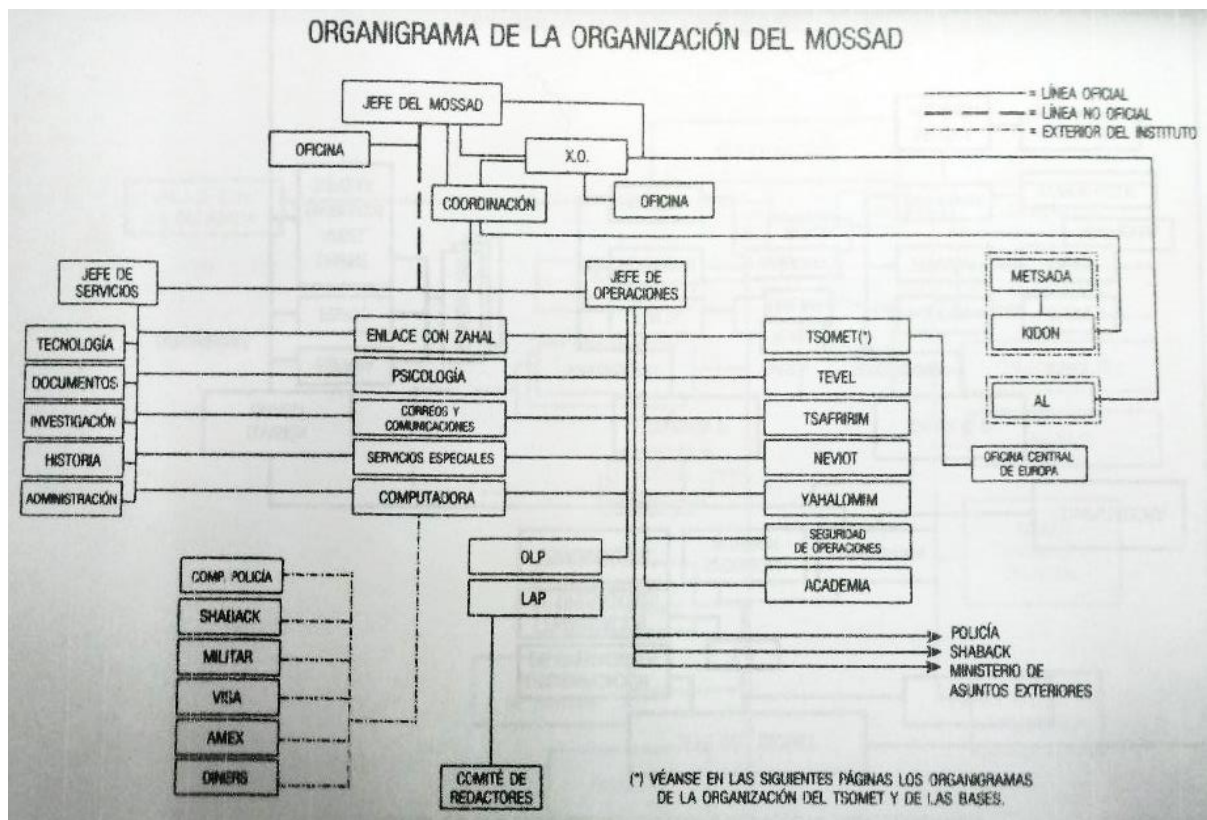 ORGANIGRAMA DE LA ORGANIZACIÓN DEL MOSSAD
= LÍNEA OFICIAL
= LÍNEA NO OFICIAL
= EXTERIOR DEL INSTITUTO
JEFE DEL MOSSAD
OFICINA
X.O.
COORDINACIÓN
OFICINA
JEFE DE
SERVICIOS
JEFE DE
OPERACIONES
METSADA
KIDON
AL
TECNOLOGÍA
DOCUMENTOS
INVESTIGACIÓN
HISTORIA
ADMINISTRACIÓN
ENLACE CON ZAHAL
PSICOLOGÍA
CORREOS Y
COMUNICACIONES
SERVICIOS ESPECIALES
COMPUTADORA
TSOMET(*)
TEVEL
TSAFRIRIM
NEVIOT
YAHALOMIM
SEGURIDAD
DE OPERACIONES
ACADEMIA
OFICINA CENTRAL
DE EUROPA
OLP
LAP
COMP. POLICÍA
SHABACK
MILITAR
VISA
AMEX
DINERS
POLICÍA
SHABACK
MINISTERIO DE
ASUNTOS EXTERIORES
COMITÉ DE
REDACTORES
(*) VÉANSE EN LAS SIGUIENTES PÁGINAS LOS ORGANIGRAMAS
DE LA ORGANIZACIÓN DEL TSOMET Y DE LAS BASES.